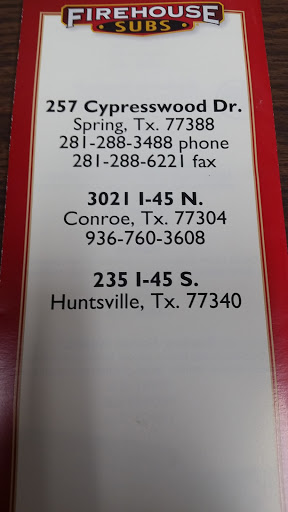 FIREHOUSE
SUBS
257 Cypresswood Dr.
Spring, Tx. 77388
281-288-3488 phone
281-288-6221 fax
3021 I-45 N.
Conroe, Tx. 77304
936-760-3608
235 I-45 S.
Huntsville, Tx. 77340